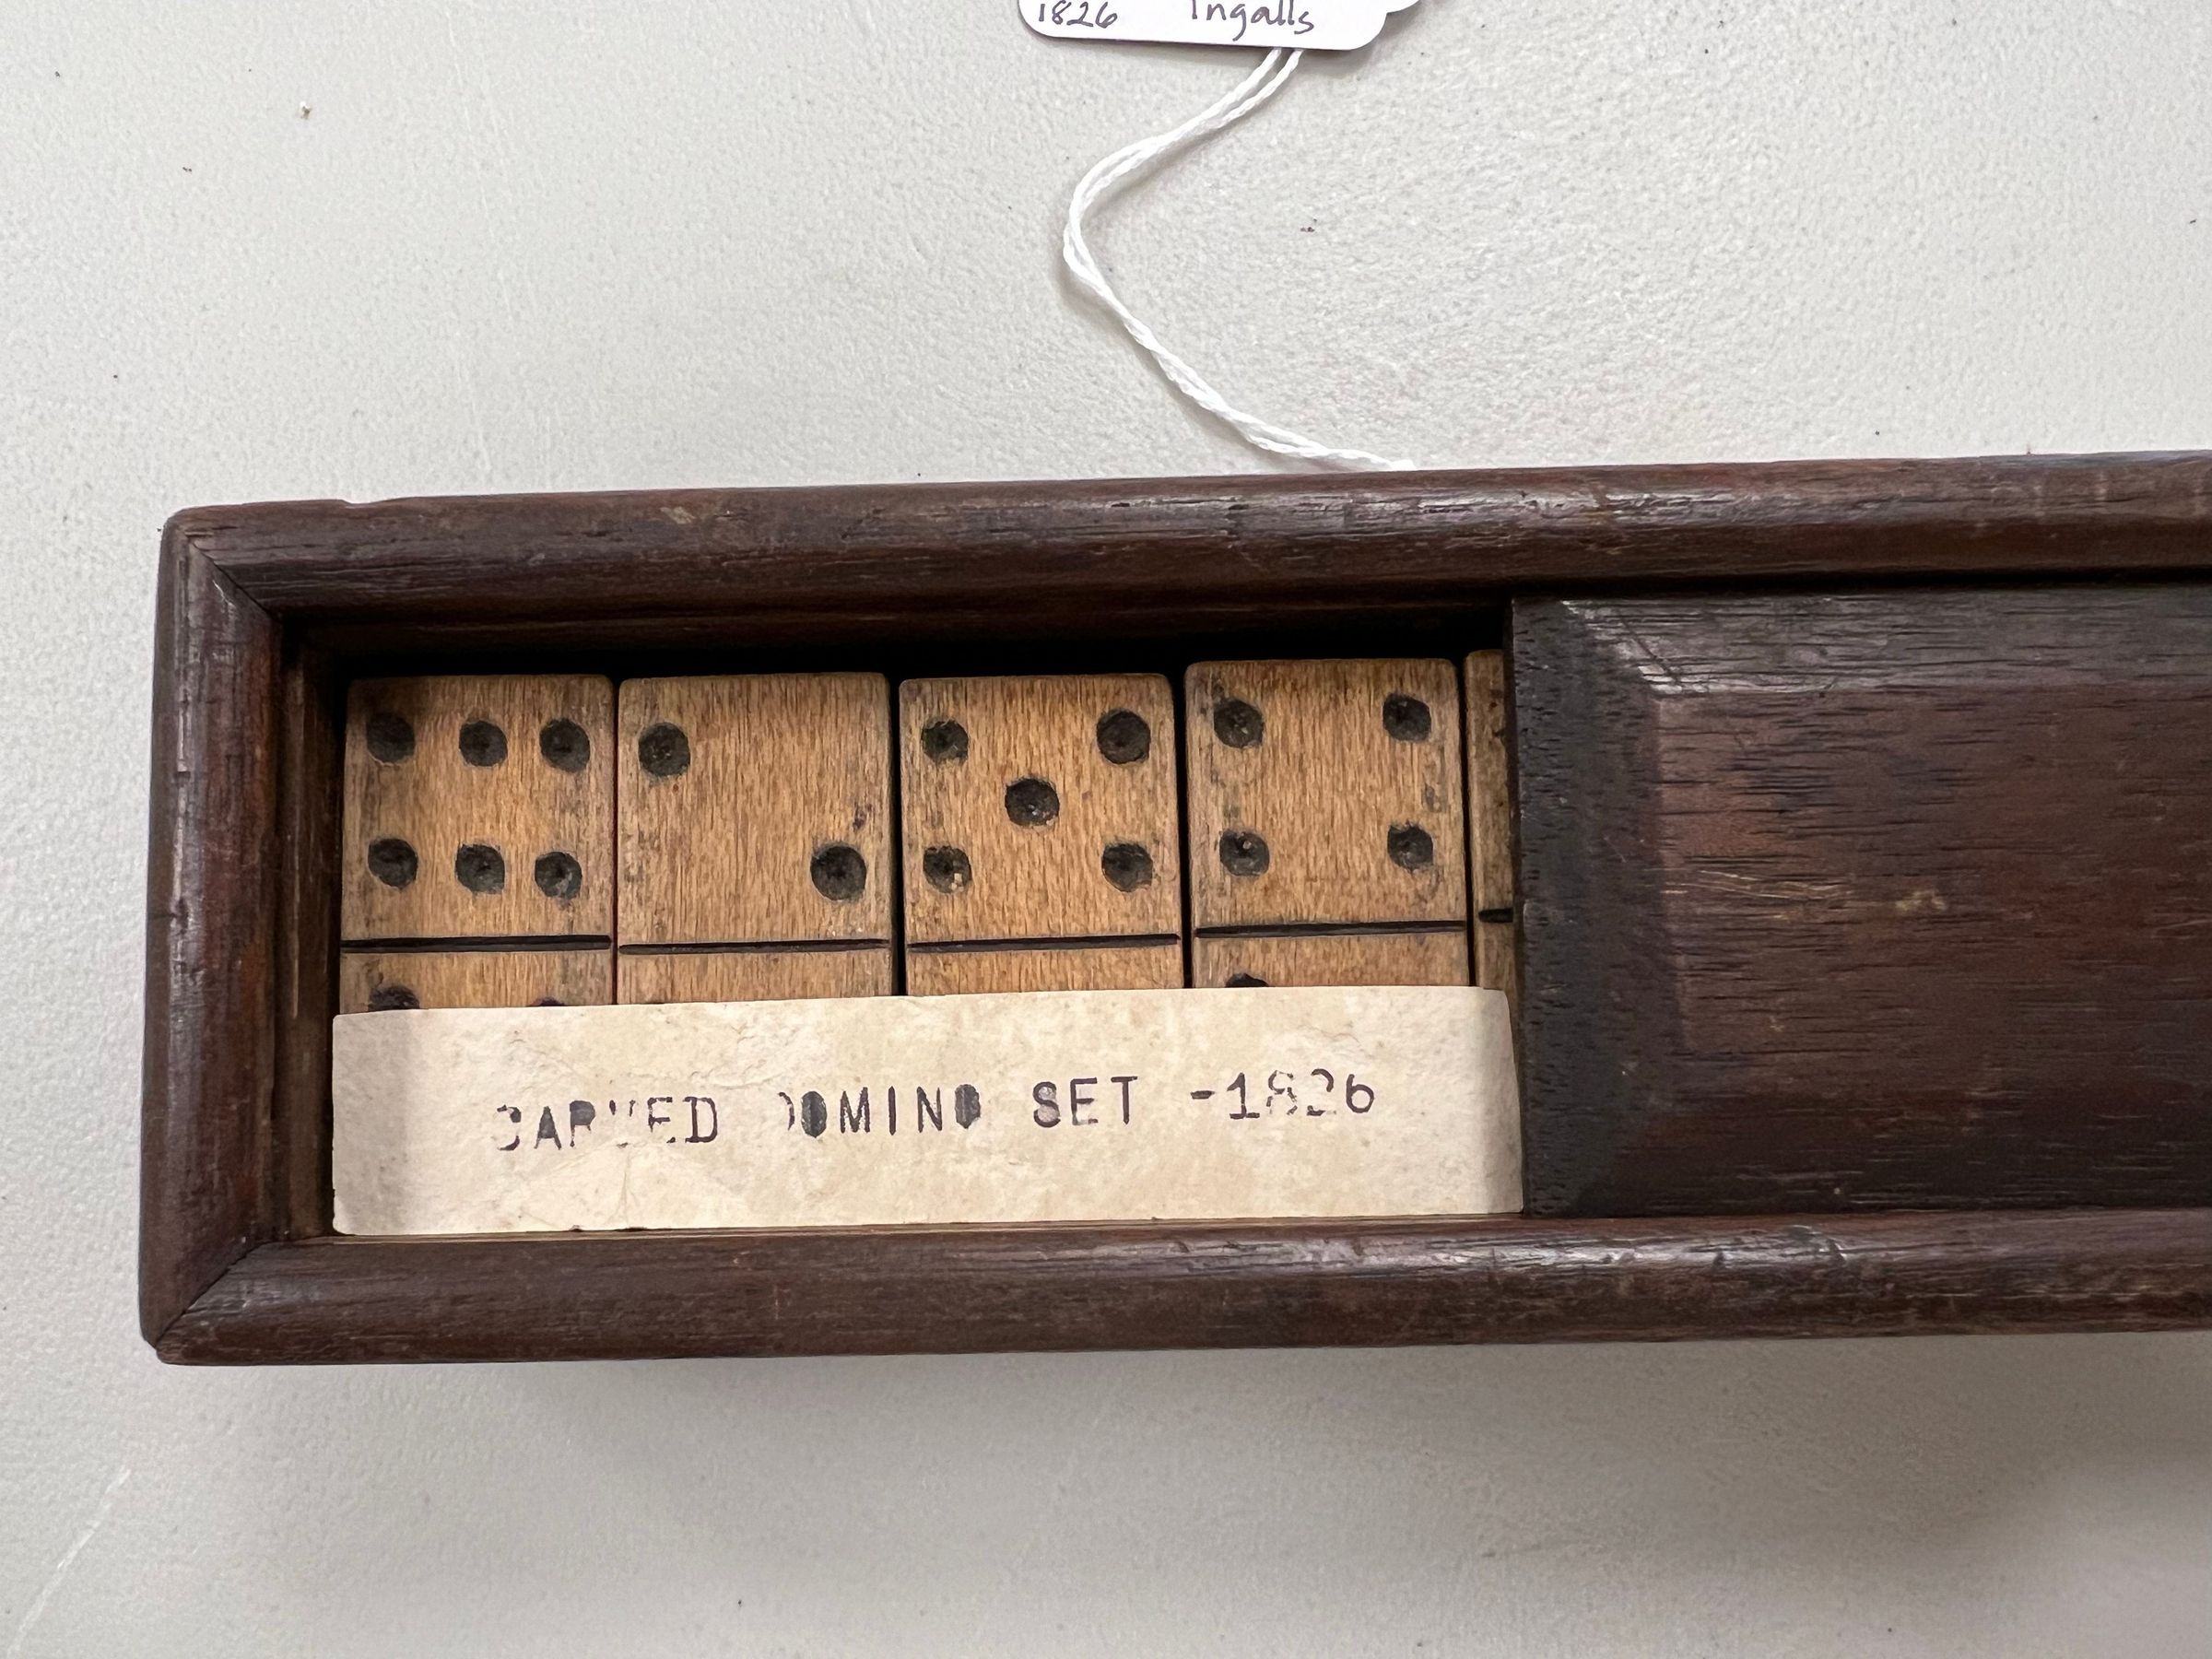 1826 Ingalls
CARVED DOMINO SET -1826